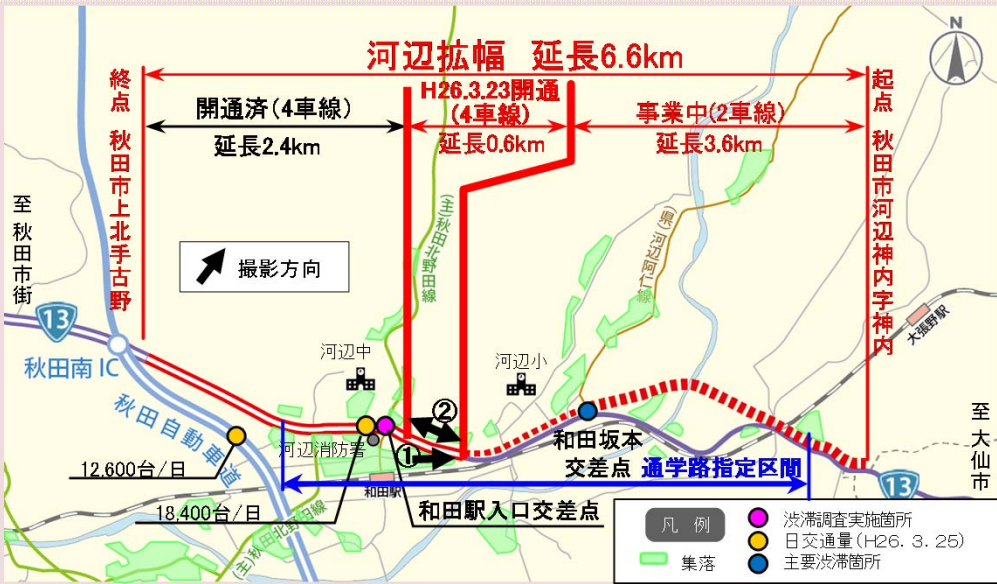 河辺拡幅 延長6.6km
開通済(4車線)
延長2.4km
H26.3.23開通
(4車線)
延長0.6km
事業中(2車線)
延長3.6km
終点 秋田市上北手古野
起点 秋田市河辺神内字神内
N
至 秋田市街
撮影方向
(主)秋田北野田線
(県)河辺阿仁線
大張野駅
13
秋田南IC
秋田自動車道
河辺中
河辺小
②
①
河辺消防署
和田駅
和田坂本
交差点
通学路指定区間
至 大仙市
13
12,600台/日
18,400台/日
和田駅入口交差点
(主)秋田北野田線
凡例
集落
渋滞調査実施箇所
日交通量(H26.3.25)
主要渋滞箇所